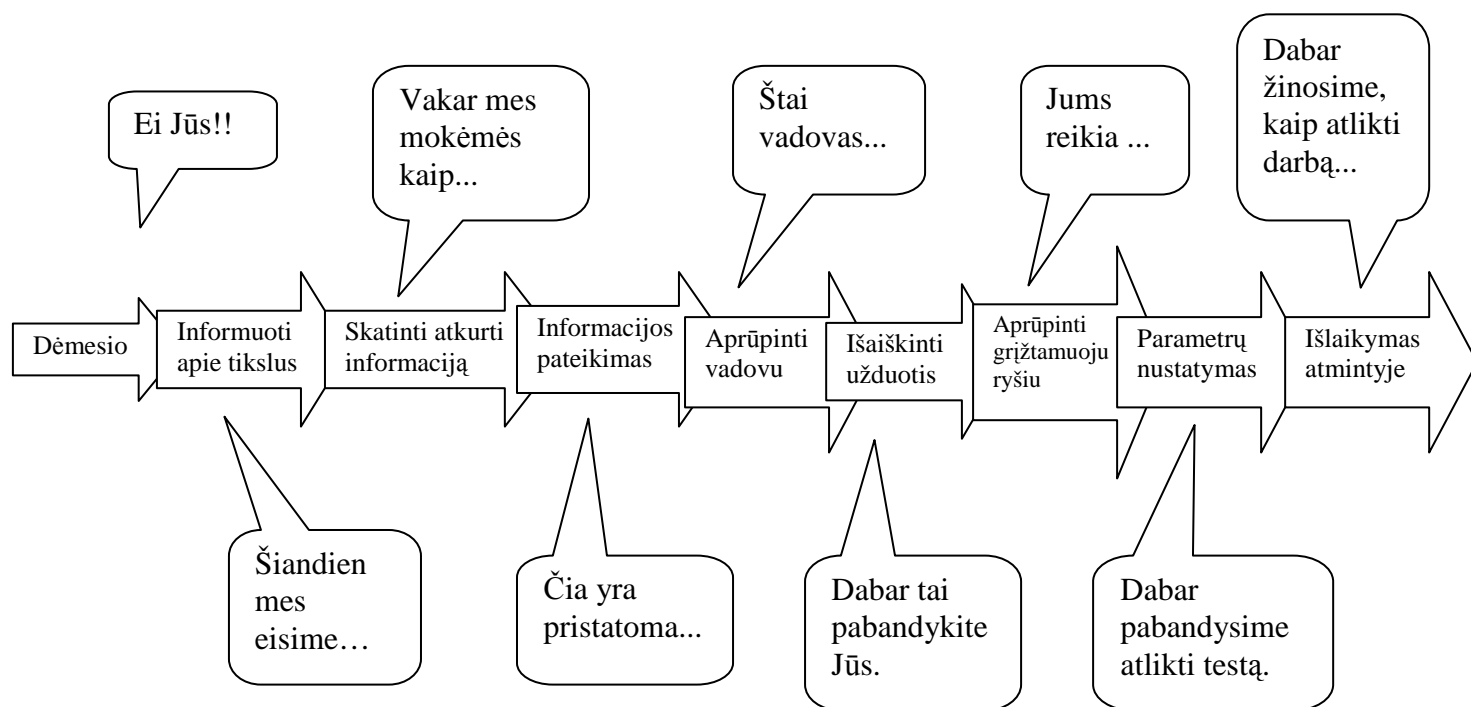 Ei Jūs!!
Vakar mes
mokėmės
kaip...
Štai
vadovas...
Jums
reikia ...
Dabar
žinosime,
kaip atlikti
darbą...
Dėmesio
Informuoti
apie tikslus
Skatinti atkurti
informaciją
Informacijos
pateikimas
Aprūpinti
vadovu
Išaiškinti
užduotis
Aprūpinti
grįžtamuoju
ryšiu
Parametrų
nustatymas
Išlaikymas
atmintyje
Šiandien
mes
eisime…
Čia yra
pristatoma...
Dabar tai
pabandykite
Jūs.
Dabar
pabandysime
atlikti testą.